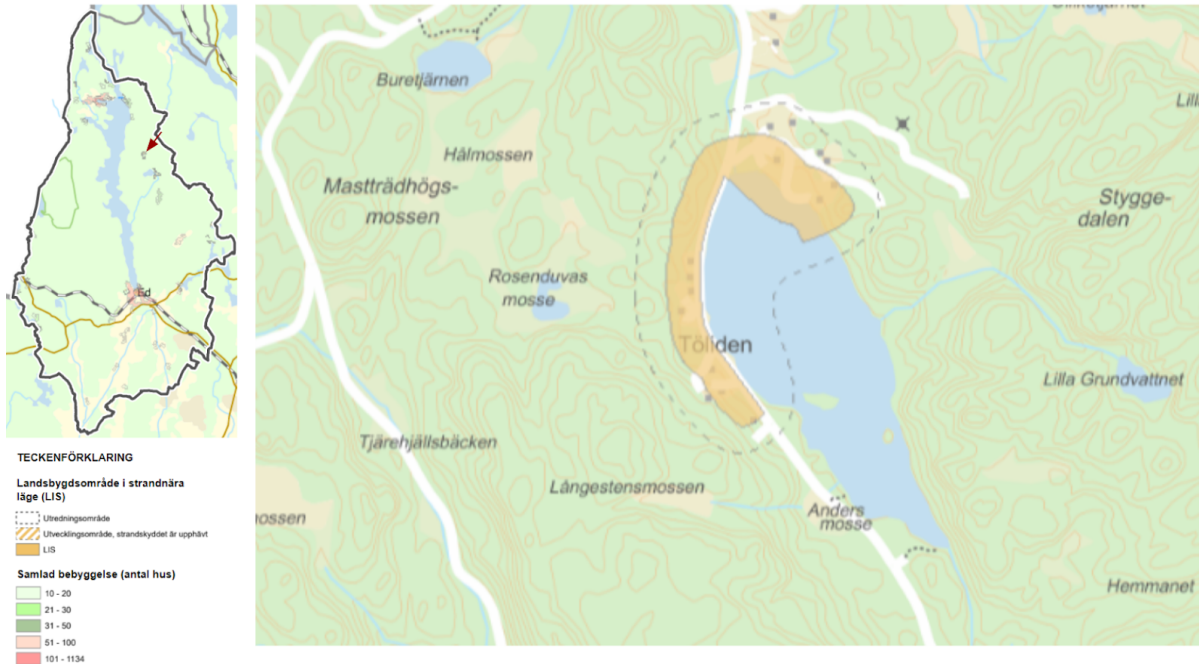 Ed
TECKENFÖRKLARING
Landsbygdsområde i strandnära
läge (LIS)
Utredningsområde
Utvecklingsområde, strandskyddet är upphävt
LIS
Samlad bebyggelse (antal hus)
10 - 20
21 - 30
31 - 50
51 - 100
101 - 1134
Buretjärnen
Hålmossen
Mastträdhögs-
mossen
Rosenduvas
mosse
Töliden
Stygge-
dalen
Lilla Grundvattnet
Tjärehjällsbäcken
Långestensmossen
Anders
mosse
Hemmanet